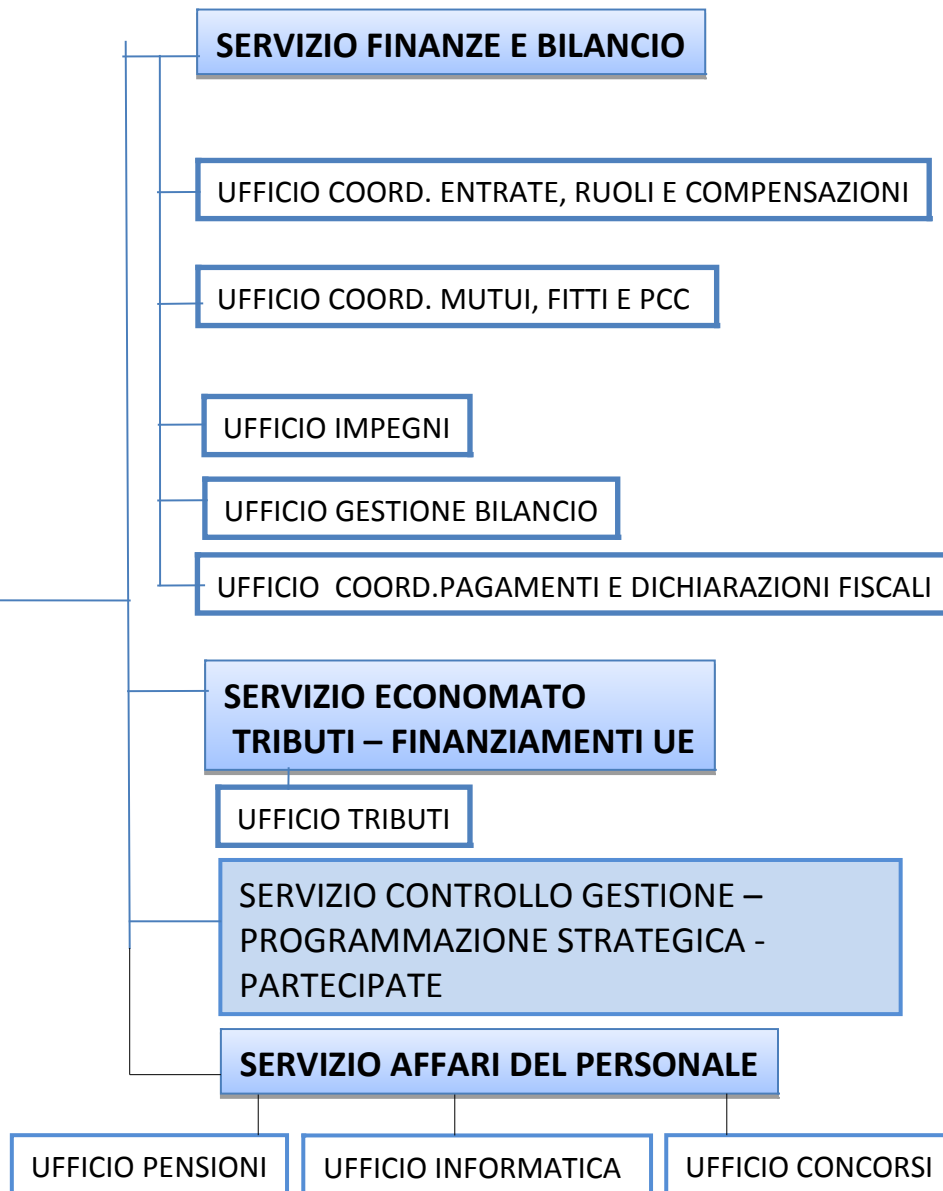 SERVIZIO FINANZE E BILANCIO
UFFICIO COORD. ENTRATE, RUOLI E COMPENSAZIONI
UFFICIO COORD. MUTUI, FITTI E PCC
UFFICIO IMPEGNI
UFFICIO GESTIONE BILANCIO
UFFICIO COORD.PAGAMENTI E DICHIARAZIONI FISCALI
SERVIZIO ECONOMATO
TRIBUTI – FINANZIAMENTI UE
UFFICIO TRIBUTI
SERVIZIO CONTROLLO GESTIONE –
PROGRAMMAZIONE STRATEGICA -
PARTECIPATE
SERVIZIO AFFARI DEL PERSONALE
UFFICIO PENSIONI
UFFICIO INFORMATICA
UFFICIO CONCORSI